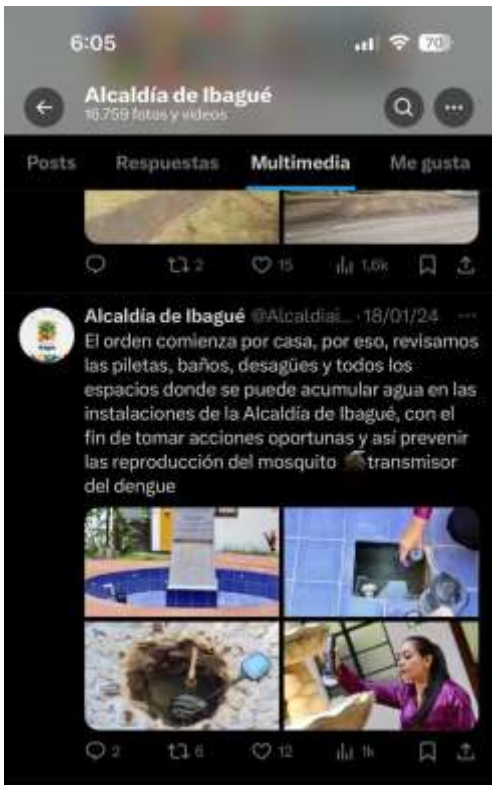 6:05
70
Alcaldía de Ibagué
16.759 fotos y videos
Posts Respuestas Multimedia Me gusta
2 15 1,6k
Alcaldía de Ibagué @Alcaldiai... · 18/01/24
El orden comienza por casa, por eso, revisamos
las piletas, baños, desagües y todos los
espacios donde se puede acumular agua en las
instalaciones de la Alcaldía de Ibagué, con el
fin de tomar acciones oportunas y así prevenir
las reproducción del mosquito 🦟transmisor
del dengue
2 6 12 1k